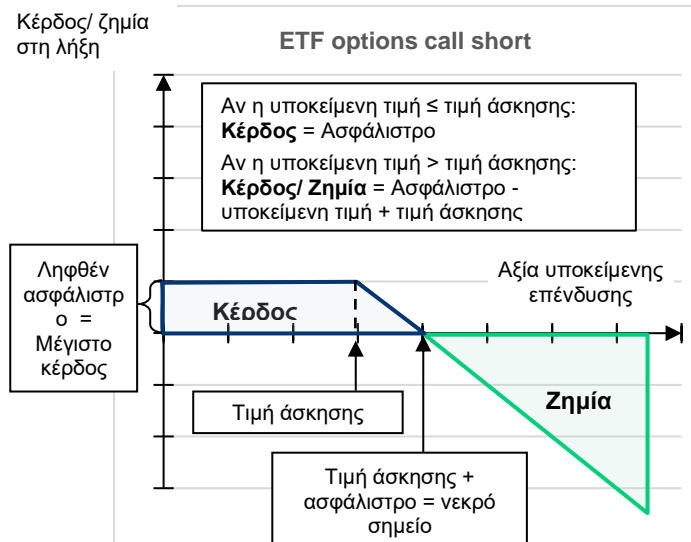 Κέρδος/ ζημία
στη λήξη
ETF options call short
Αν η υποκείμενη τιμή ≤ τιμή άσκησης:
Κέρδος = Ασφάλιστρο
Αν η υποκείμενη τιμή > τιμή άσκησης:
Κέρδος/ Ζημία = Ασφάλιστρο -
υποκείμενη τιμή + τιμή άσκησης
Ληφθέν
ασφάλιστρ
ο =
Μέγιστο
κέρδος
Κέρδος
Αξία υποκείμενης
επένδυσης
Τιμή άσκησης
Ζημία
Τιμή άσκησης +
ασφάλιστρο = νεκρό
σημείο